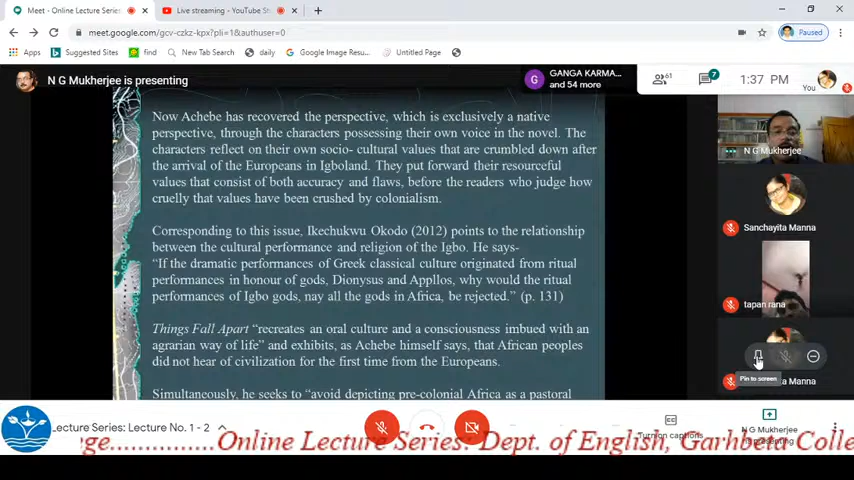 Meet - Online Lecture Series:
Live streaming - YouTube St
meet.google.com/gcv-czkz-kpx?pli=1&authuser=0
Paused
Apps
Suggested Sites
find
New Tab Search
daily
Google Image Resu...
Untitled Page
N G Mukherjee is presenting
G
GANGA KARMA...
and 54 more
61
7
1:37 PM
You
Now Achebe has recovered the perspective, which is exclusively a native
perspective, through the characters possessing their own voice in the novel. The
characters reflect on their own socio- cultural values that are crumbled down after
the arrival of the Europeans in Igboland. They put forward their resourceful
values that consist of both accuracy and flaws, before the readers who judge how
cruelly that values have been crushed by colonialism.
Corresponding to this issue, Ikechukwu Okodo (2012) points to the relationship
between the cultural performance and religion of the Igbo. He says-
“If the dramatic performances of Greek classical culture originated from ritual
performances in honour of gods, Dionysus and Appllos, why would the ritual
performances of Igbo gods, nay all the gods in Africa, be rejected.” (p. 131)
Things Fall Apart “recreates an oral culture and a consciousness imbued with an
agrarian way of life” and exhibits, as Achebe himself says, that African peoples
did not hear of civilization for the first time from the Europeans.
Simultaneously, he seeks to “avoid depicting pre-colonial Africa as a pastoral
N G Mukherjee
Sanchayita Manna
tapan rana
Pin to screen
ta Manna
Lecture Series: Lecture No. 1 - 2
Turn on captions
N G Mukherjee
is presenting
ge...............Online Lecture Series: Dept. of English, Garhbeta Colle